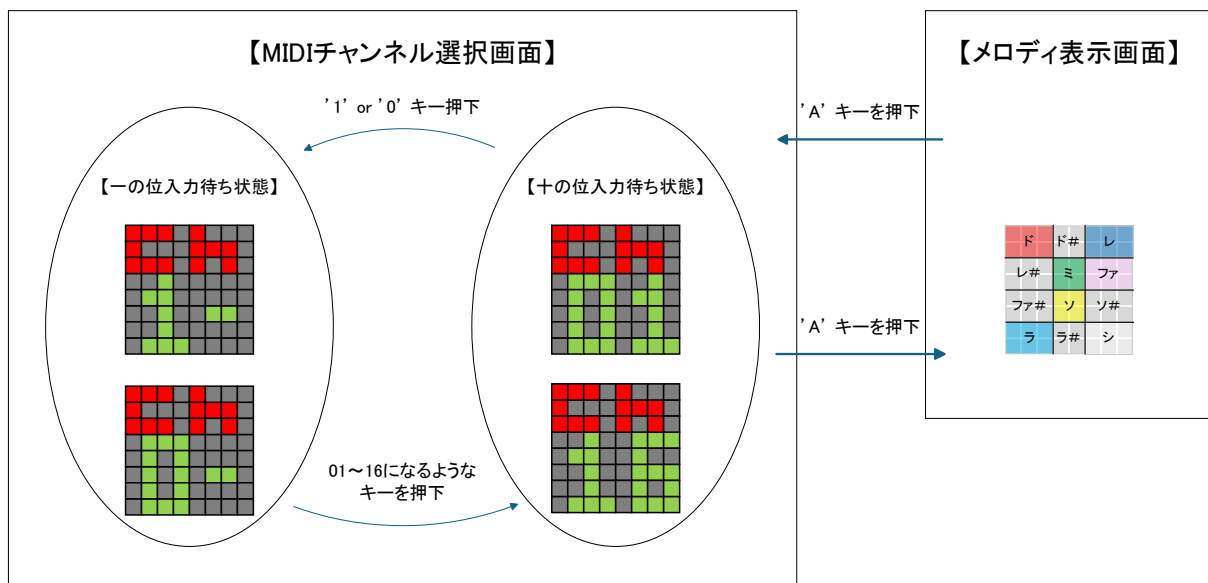 【MIDIチャンネル選択画面】
【メロディ表示画面】
'1' or '0' キー押下
'A' キーを押下
【一の位入力待ち状態】
【十の位入力待ち状態】
ド ド# レ
レ# ミ ファ
ファ# ソ ソ#
ラ ラ# シ
'A' キーを押下
01～16になるような
キーを押下